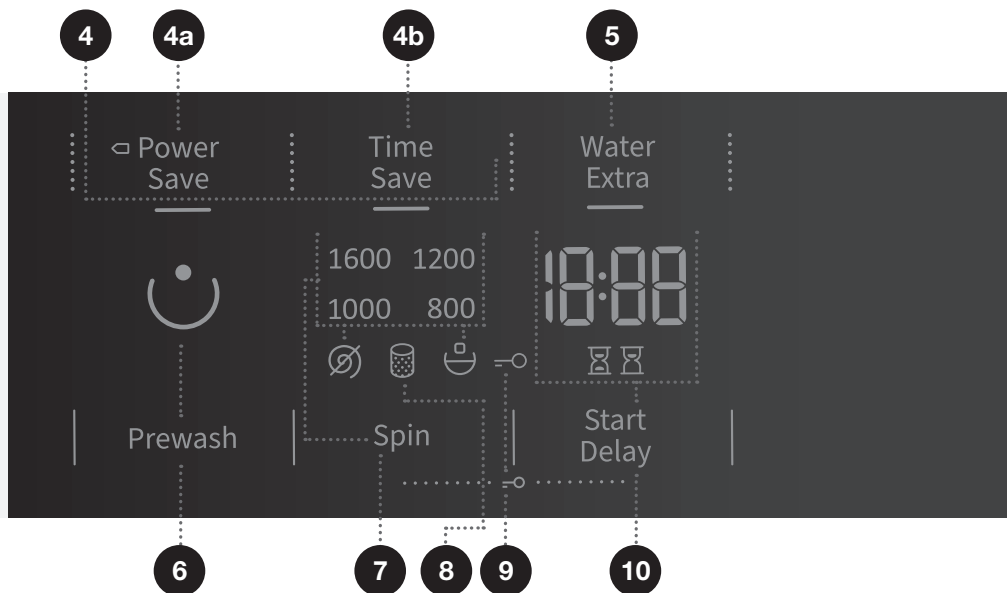 4 4a 4b 5
Power Time Water
Save Save Extra
1600 1200
18:88
1000 800
Start
Prewash Spin
Delay
6 7 8 9 10